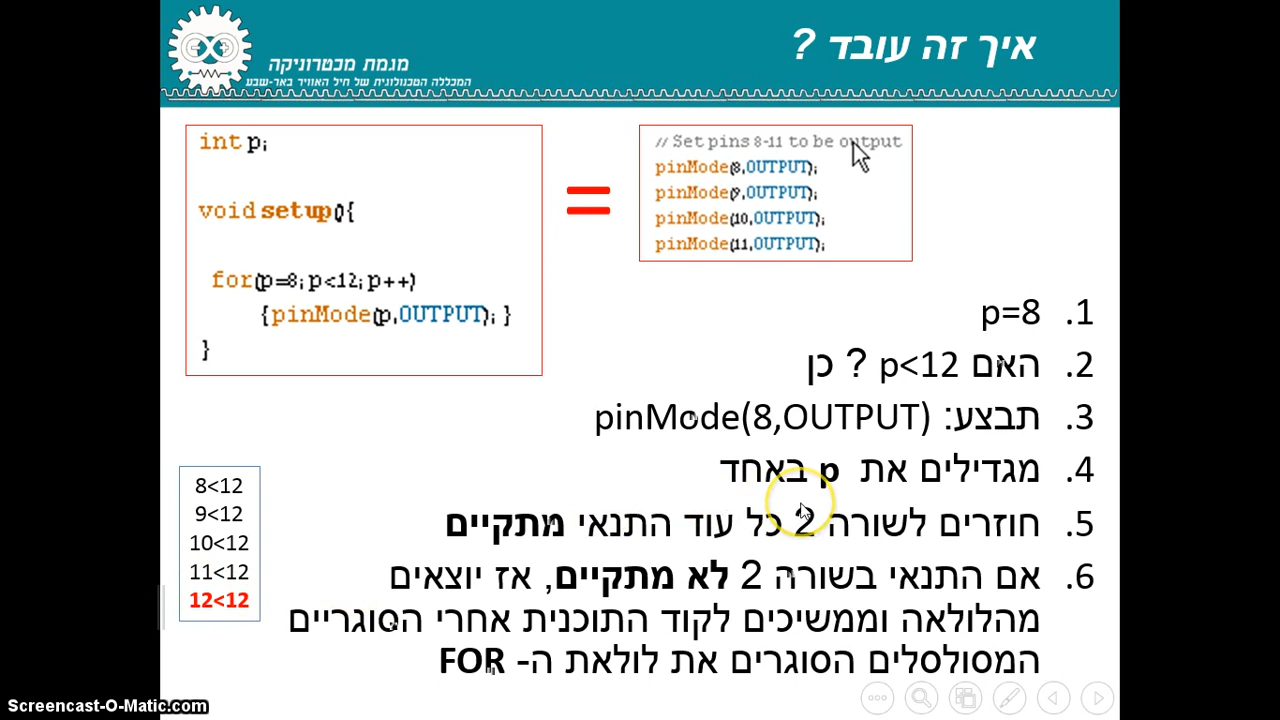 איך זה עובד ?
מגמת מכטרוניקה
המכללה הטכנולוגית של חיל האוויר באר-שבע
int p;
void setup(){
for(p=8;p<12;p++)
{pinMode(p,OUTPUT); }
}
=
// Set pins 8-11 to be output
pinMode(8,OUTPUT);
pinMode(9,OUTPUT);
pinMode(10,OUTPUT);
pinMode(11,OUTPUT);
1. p=8
2. האם p<12 ? כן
3. תבצע: pinMode(8,OUTPUT)
4. מגדילים את p באחד
5. חוזרים לשורה 2 כל עוד התנאי מתקיים
6. אם התנאי בשורה 2 לא מתקיים, אז יוצאים
מהלולאה וממשיכים לקוד התוכנית אחרי הסוגריים
המסולסלים הסוגרים את לולאת ה- FOR
8<12
9<12
10<12
11<12
12<12
Screencast-O-Matic.com